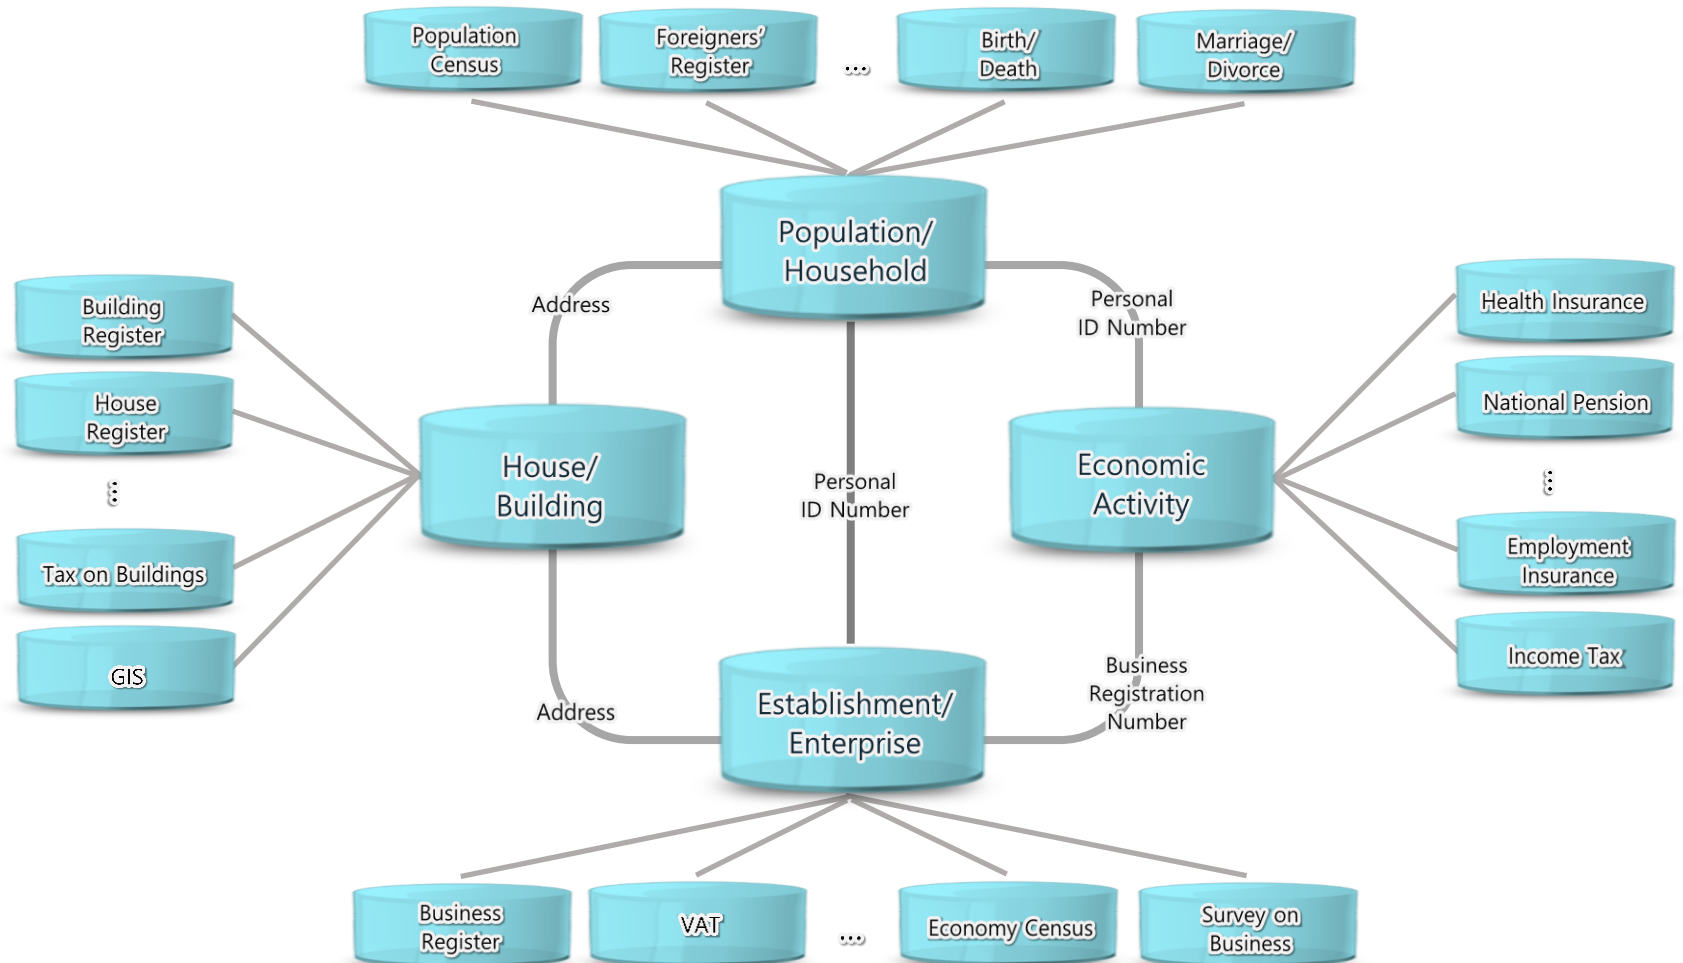 Population
Census
Foreigners’
Register
...
Birth/
Death
Marriage/
Divorce
Population/
Household
Address
Personal
ID Number
Building
Register
House
Register
...
Tax on Buildings
GIS
House/
Building
Personal
ID Number
Economic
Activity
Health Insurance
National Pension
...
Employment
Insurance
Income Tax
Address
Business
Registration
Number
Establishment/
Enterprise
Business
Register
VAT
...
Economy Census
Survey on
Business